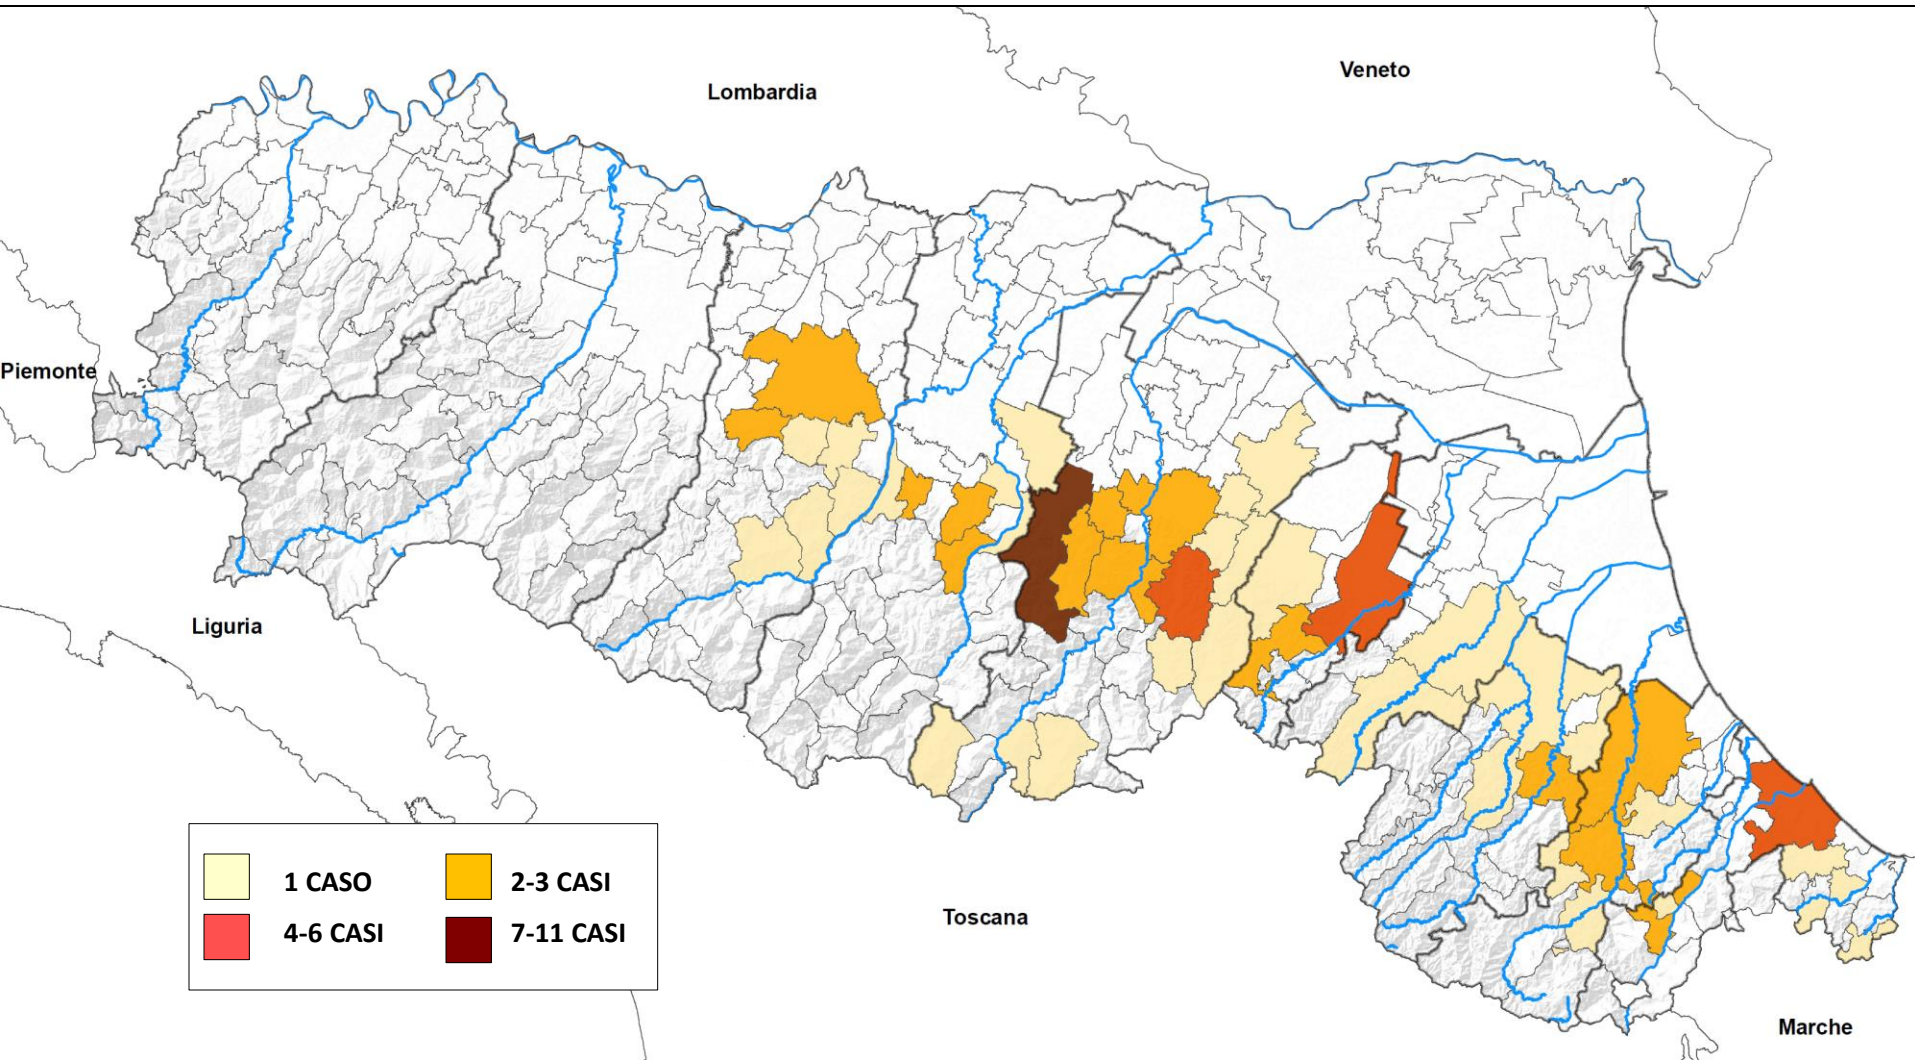 Veneto
Lombardia
Piemonte
Liguria
1 CASO
2-3 CASI
4-6 CASI
7-11 CASI
Toscana
Marche